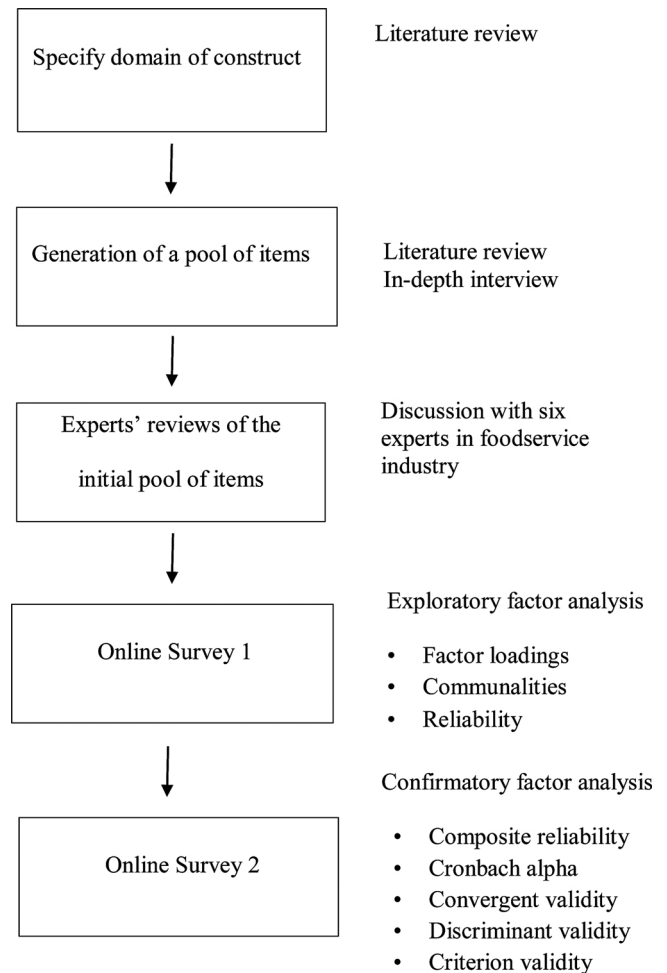 Specify domain of construct
Literature review
Generation of a pool of items
Literature review
In-depth interview
Experts’ reviews of the
initial pool of items
Discussion with six
experts in foodservice
industry
Online Survey 1
Exploratory factor analysis
• Factor loadings
• Communalities
• Reliability
Online Survey 2
Confirmatory factor analysis
• Composite reliability
• Cronbach alpha
• Convergent validity
• Discriminant validity
• Criterion validity